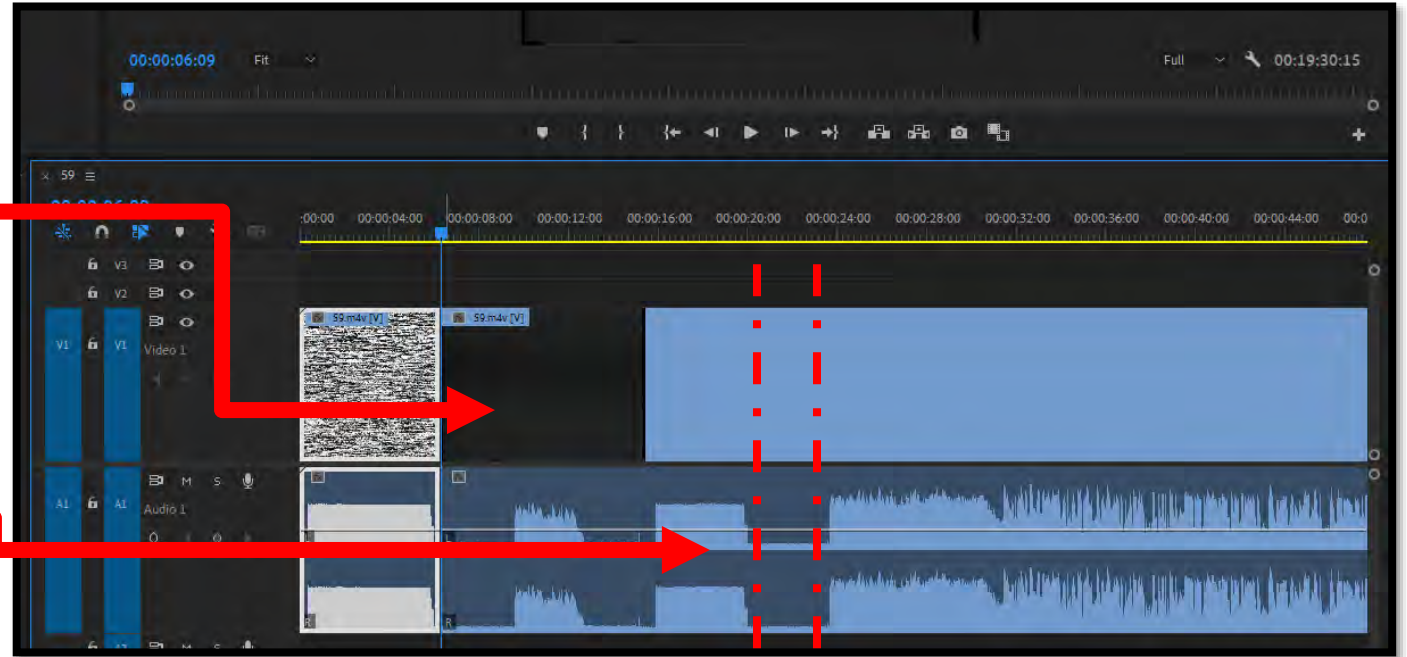 00:00:06:09 Fit Full 00:19:30:15
59
:00:00 00:00:04:00 00:00:08:00 00:00:12:00 00:00:16:00 00:00:20:00 00:00:24:00 00:00:28:00 00:00:32:00 00:00:36:00 00:00:40:00 00:00:44:00 00:0
V3
V2
59.m4v [V] 59.m4v [V]
V1 V1 Video 1
M S
A1 A1 Audio 1
L
R R
M S